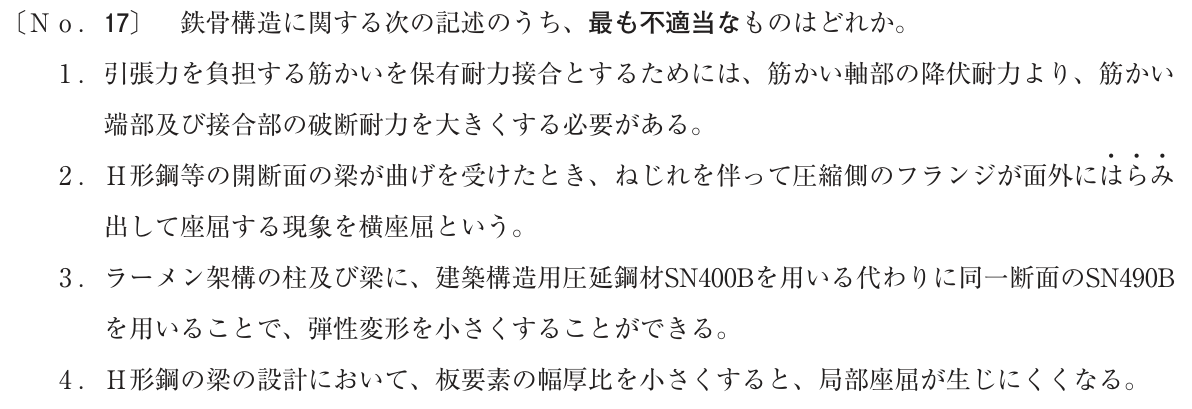 〔Ｎｏ．17〕　鉄骨構造に関する次の記述のうち、最も不適当なものはどれか。
１．引張力を負担する筋かいを保有耐力接合とするためには、筋かい軸部の降伏耐力より、筋かい
端部及び接合部の破断耐力を大きくする必要がある。
２．Ｈ形鋼等の開断面の梁が曲げを受けたとき、ねじれを伴って圧縮側のフランジが面外にはらみ
出して座屈する現象を横座屈という。
３．ラーメン架構の柱及び梁に、建築構造用圧延鋼材SN400Bを用いる代わりに同一断面のSN490B
を用いることで、弾性変形を小さくすることができる。
４．Ｈ形鋼の梁の設計において、板要素の幅厚比を小さくすると、局部座屈が生じにくくなる。